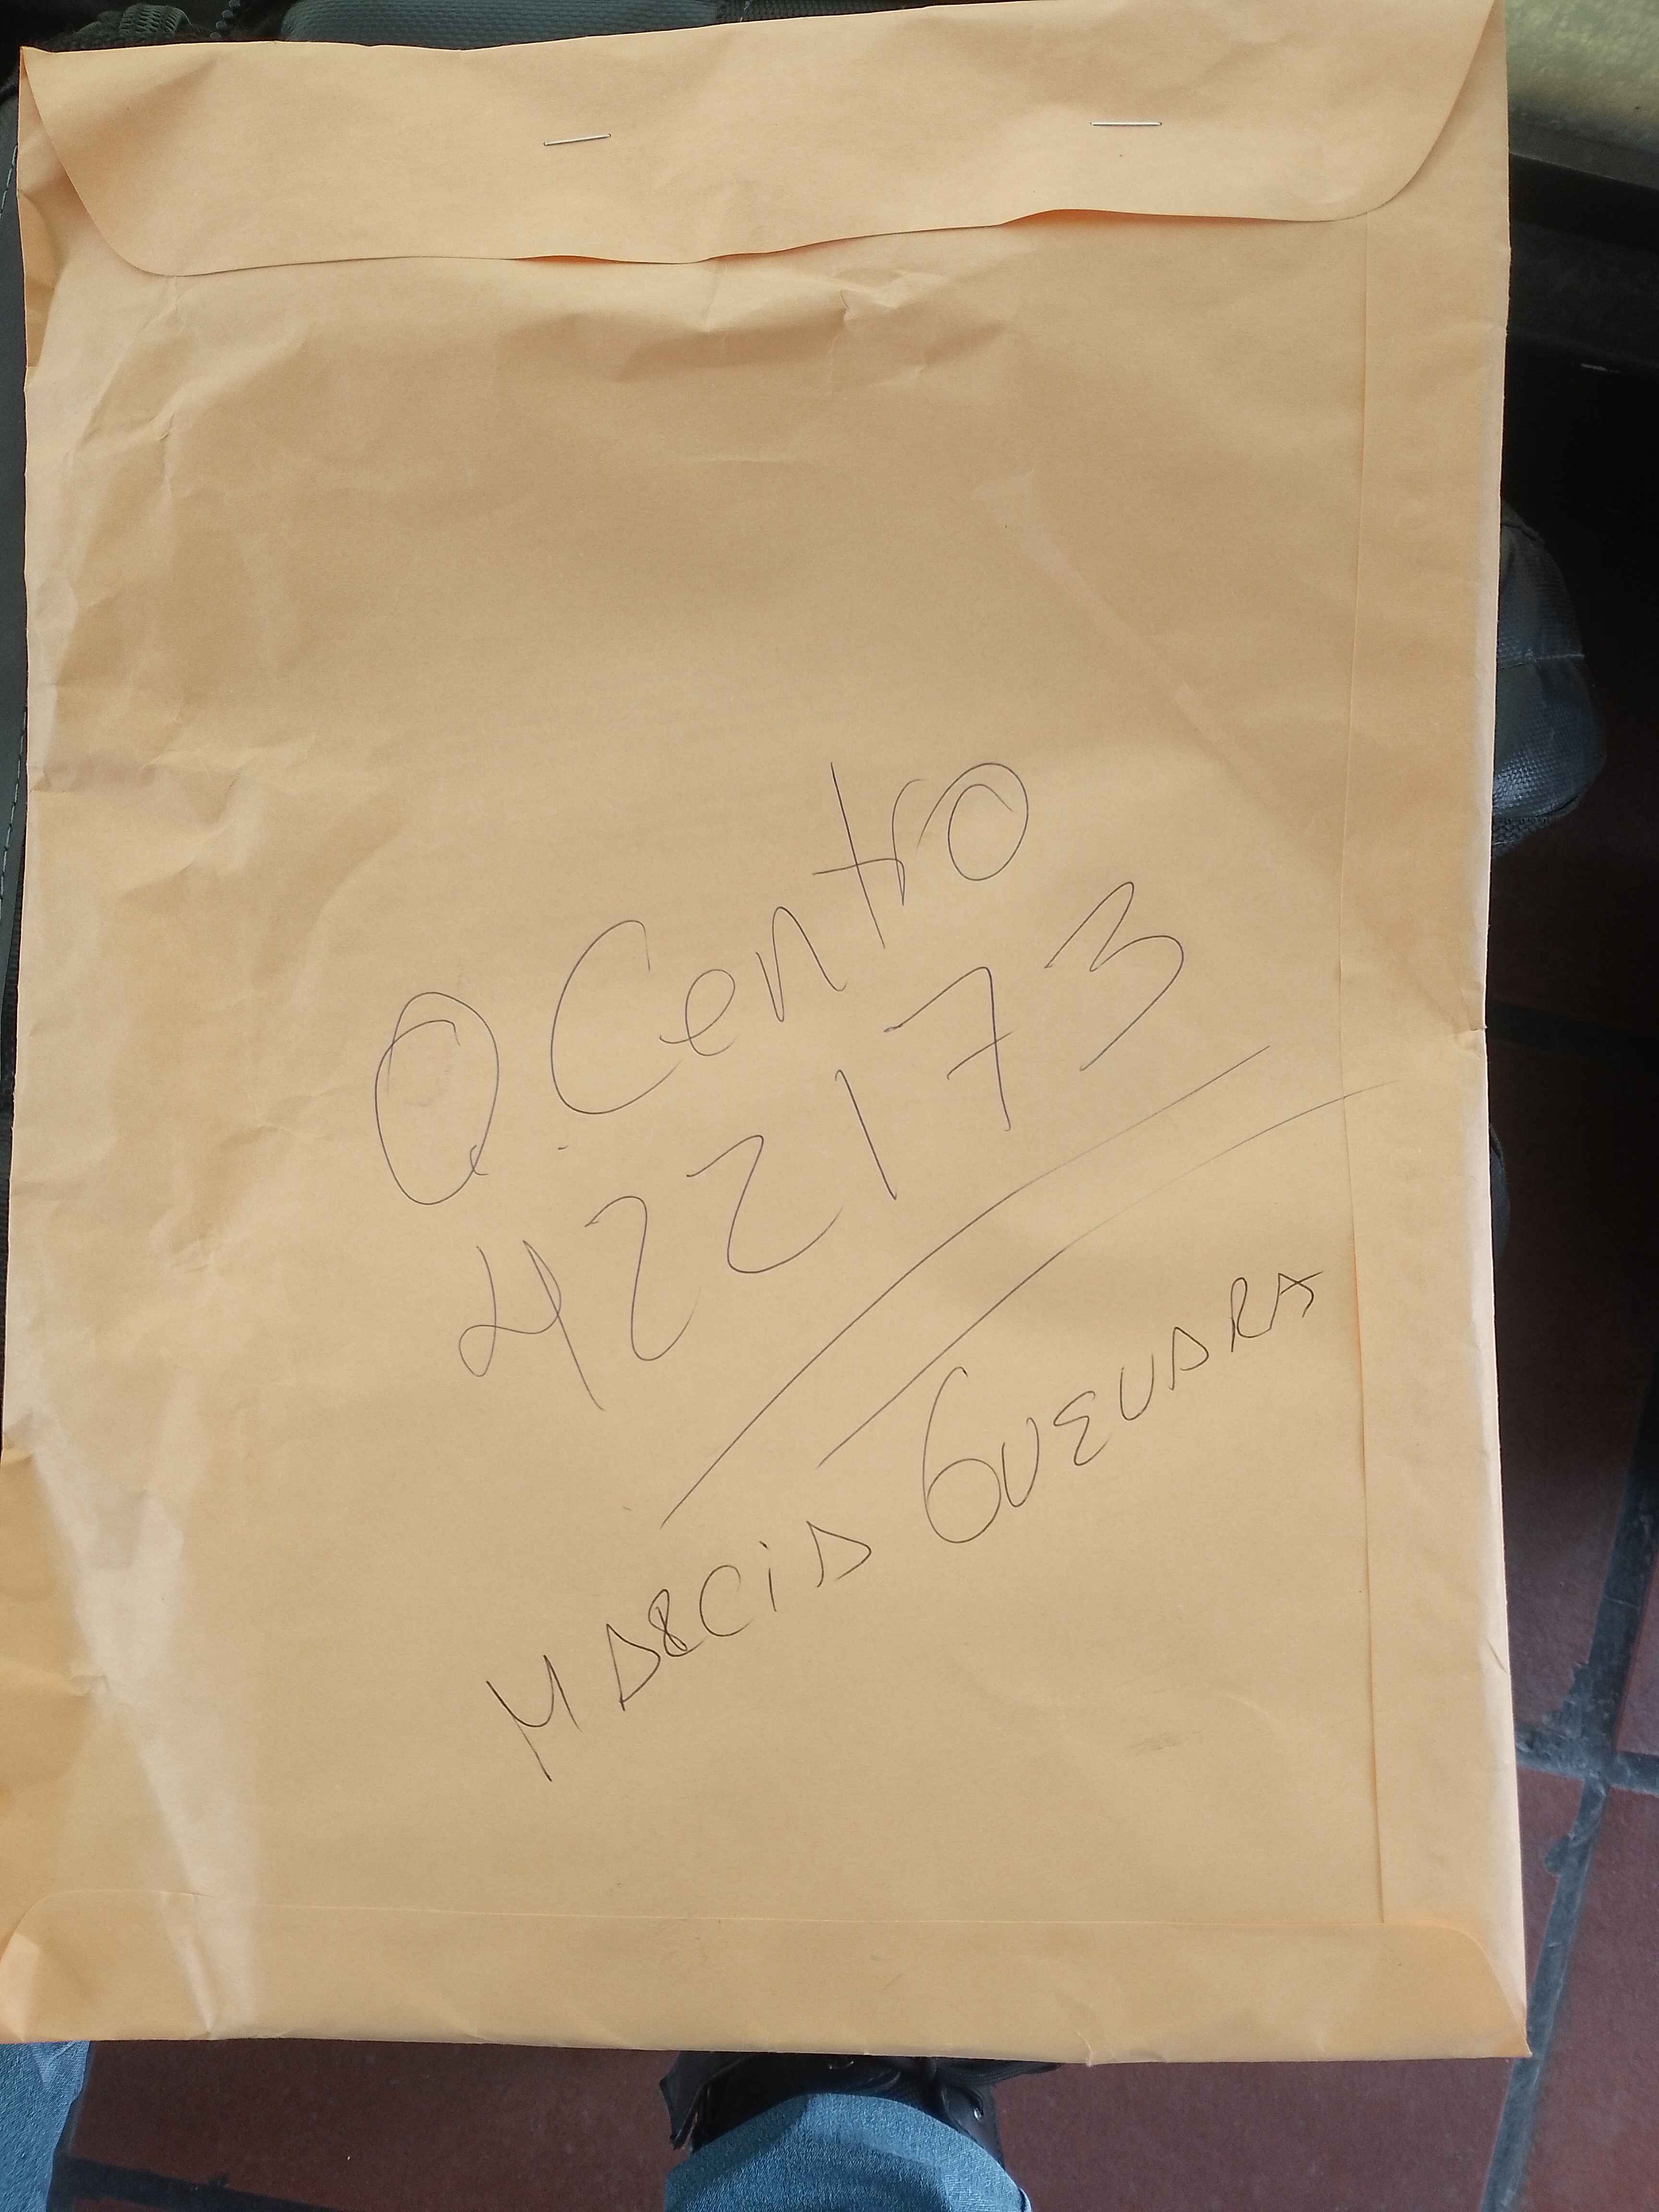 Q. Centro
422173
MARCIA GUEVARA